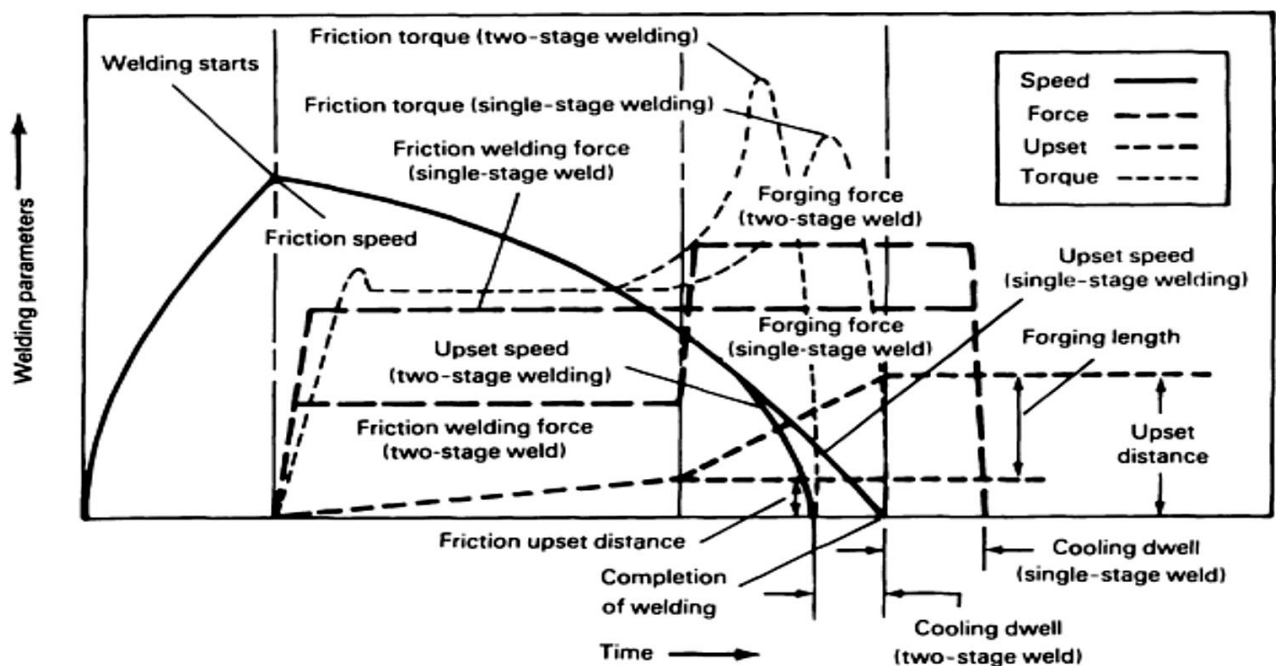 Friction torque (two-stage welding)
Welding starts
Friction torque (single-stage welding)
Friction welding force
(single-stage weld)
Speed
Force
Upset
Torque
Friction speed
Forging force
(two-stage weld)
Upset speed
(single-stage welding)
Welding parameters
Upset speed
(two-stage welding)
Forging force
(single-stage weld)
Forging length
Friction welding force
(two-stage weld)
Upset
distance
Friction upset distance
Completion
of welding
Cooling dwell
(single-stage weld)
Time
Cooling dwell
(two-stage weld)